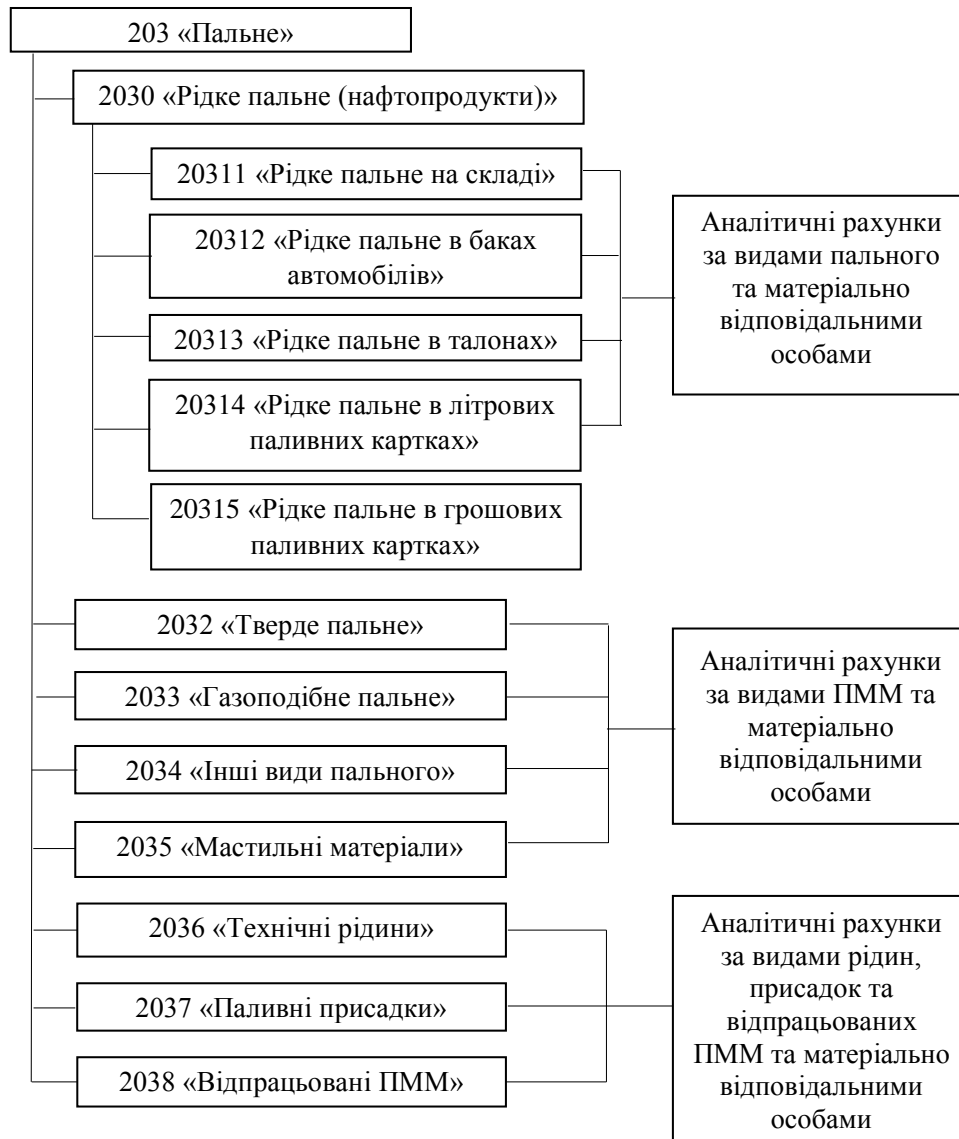 203 «Пальне»
2030 «Рідке пальне (нафтопродукти)»
20311 «Рідке пальне на складі»
20312 «Рідке пальне в баках
автомобілів»
20313 «Рідке пальне в талонах»
20314 «Рідке пальне в літрових
паливних картках»
20315 «Рідке пальне в грошових
паливних картках»
Аналітичні рахунки
за видами пального
та матеріально
відповідальними
особами
2032 «Тверде пальне»
2033 «Газоподібне пальне»
2034 «Інші види пального»
2035 «Мастильні матеріали»
Аналітичні рахунки
за видами ПММ та
матеріально
відповідальними
особами
2036 «Технічні рідини»
2037 «Паливні присадки»
2038 «Відпрацьовані ПММ»
Аналітичні рахунки
за видами рідин,
присадок та
відпрацьованих
ПММ та матеріально
відповідальними
особами